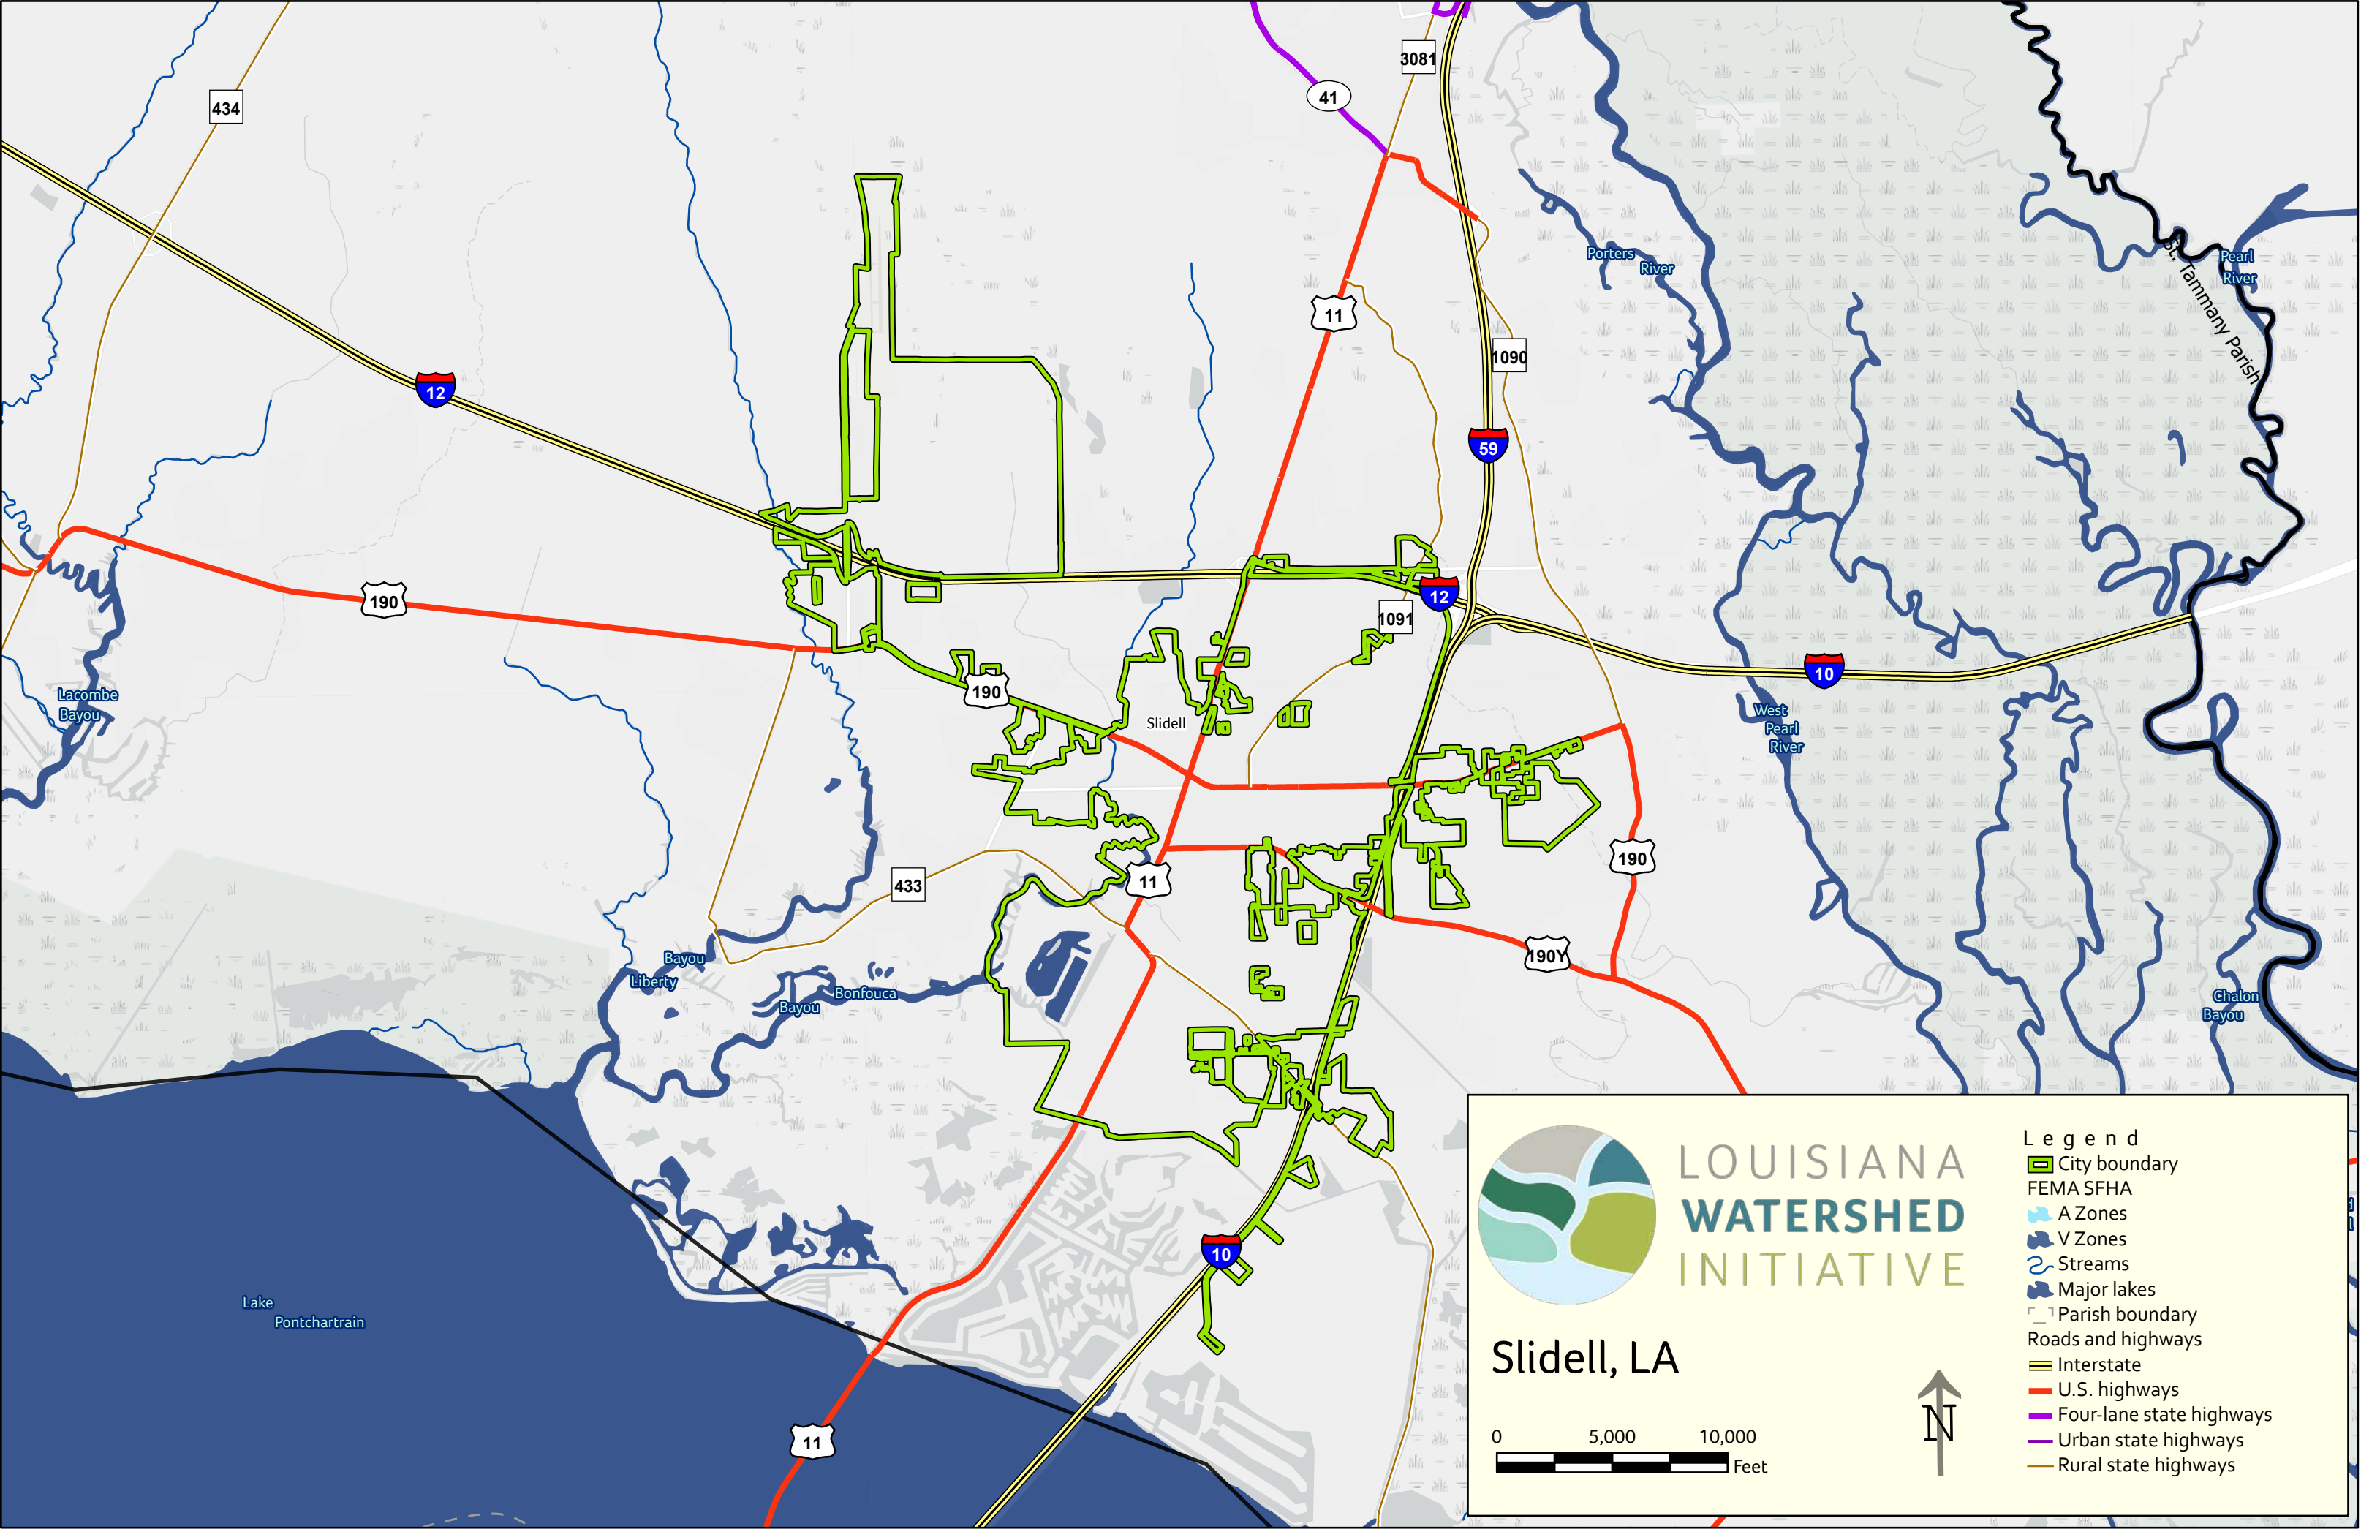 3081
41
434
Porters
River
Pearl
River
St. Tammany Parish
11
1090
12
59
190
12
1091
10
Lacombe
Bayou
190
Slidell
West
Pearl
River
190
11
433
190Y
Bayou
Liberty
Bayou
Bonfouca
Chalon
Bayou
10
Lake
Pontchartrain
11
LOUISIANA
WATERSHED
INITIATIVE
Slidell, LA
0 5,000 10,000
Feet
N
Legend
City boundary
FEMA SFHA
A Zones
V Zones
Streams
Major lakes
Parish boundary
Roads and highways
Interstate
U.S. highways
Four-lane state highways
Urban state highways
Rural state highways